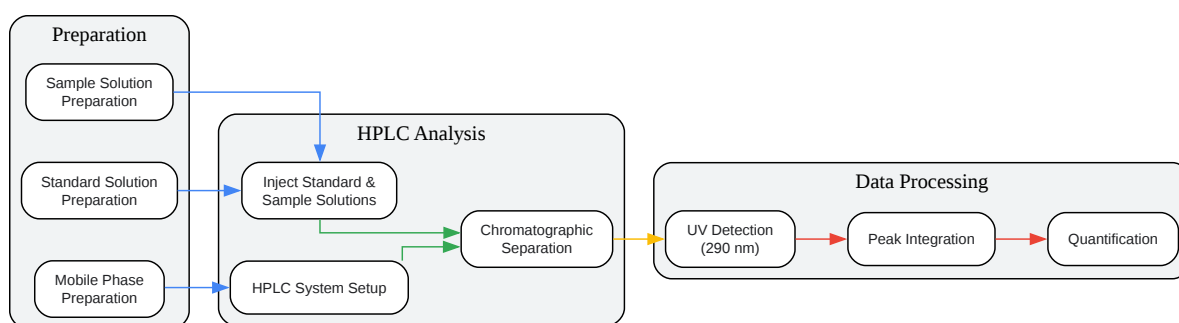 Preparation
Sample Solution
Preparation
Standard Solution
Preparation
Mobile Phase
Preparation
HPLC Analysis
Inject Standard &
Sample Solutions
HPLC System Setup
Chromatographic
Separation
Data Processing
UV Detection
(290 nm)
Peak Integration
Quantification